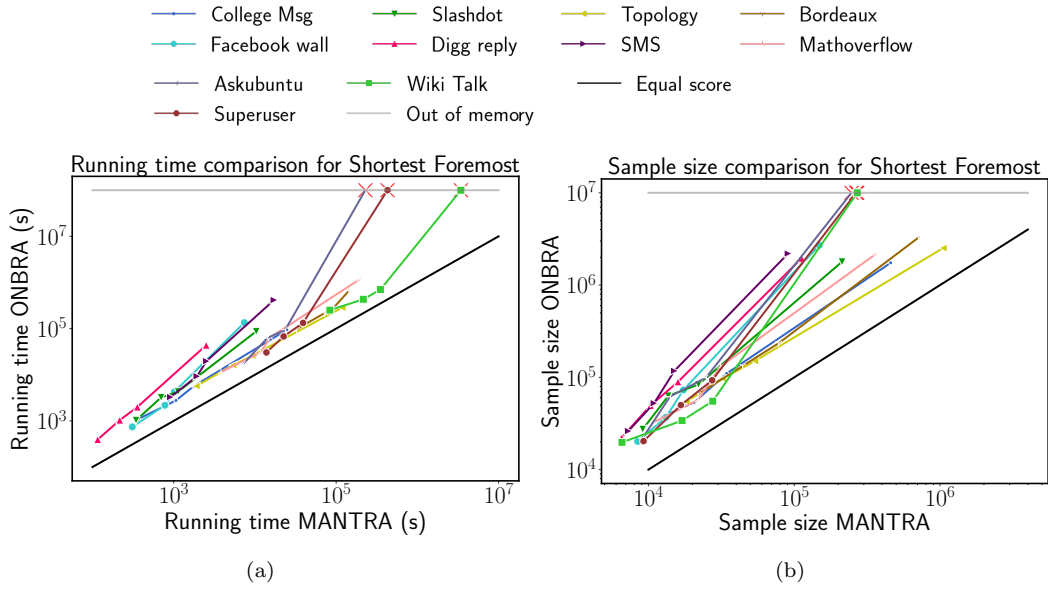 College Msg Slashdot Topology Bordeaux
Facebook wall Digg reply SMS Mathoverflow
Askubuntu Wiki Talk Equal score
Superuser Out of memory
Running time comparison for Shortest Foremost
Running time ONBRA (s)
10^7
10^5
10^3
10^3 10^5 10^7
Running time MANTRA (s)
(a)
Sample size comparison for Shortest Foremost
Sample size ONBRA
10^7
10^6
10^5
10^4
10^4 10^5 10^6
Sample size MANTRA
(b)